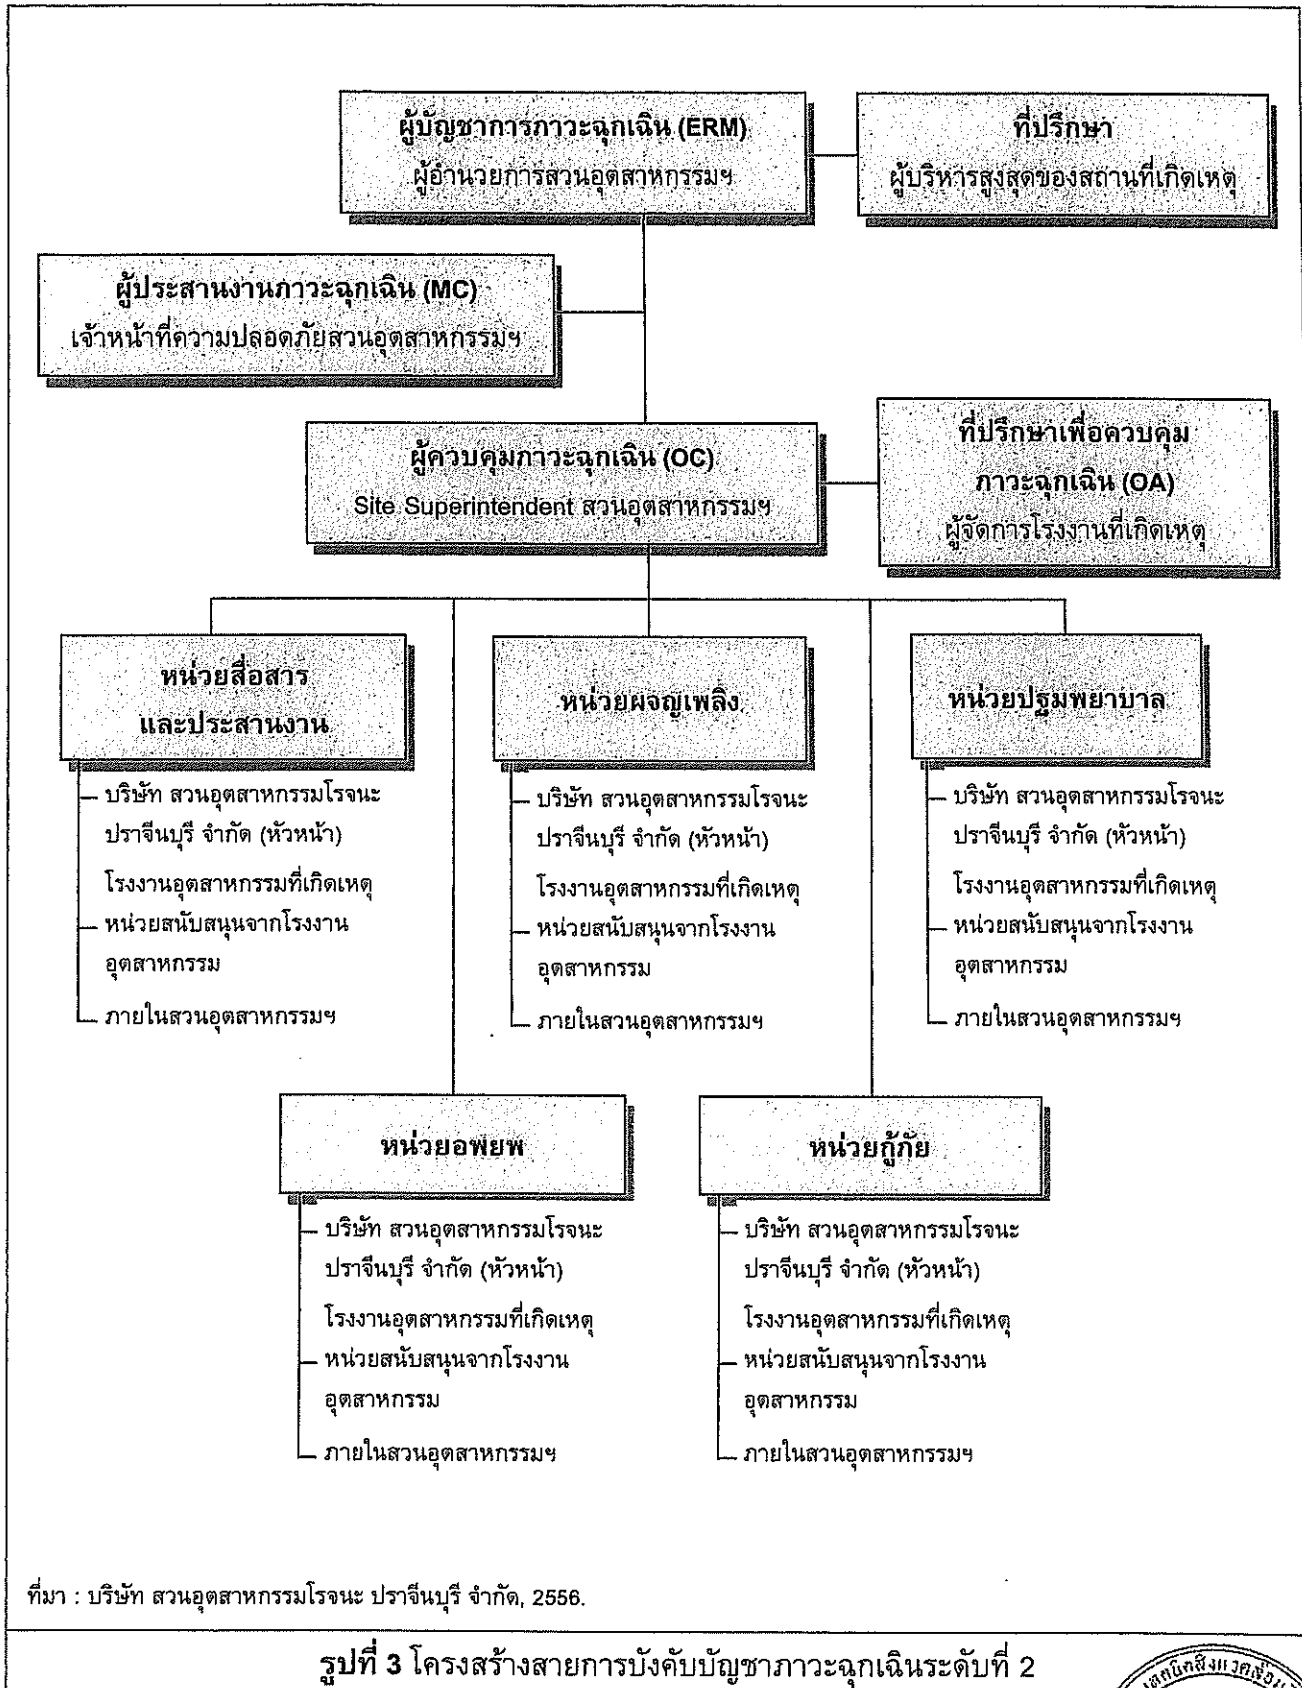 ผู้บัญชาการภาวะฉุกเฉิน (ERM)
ผู้อำนวยการสวนอุตสาหกรรมฯ
ที่ปรึกษา
ผู้บริหารสูงสุดของสถานที่เกิดเหตุ
ผู้ประสานงานภาวะฉุกเฉิน (MC)
เจ้าหน้าที่ความปลอดภัยสวนอุตสาหกรรมฯ
ผู้ควบคุมภาวะฉุกเฉิน (OC)
Site Superintendent สวนอุตสาหกรรมฯ
ที่ปรึกษาเพื่อควบคุม
ภาวะฉุกเฉิน (OA)
ผู้จัดการโรงงานที่เกิดเหตุ
หน่วยสื่อสาร
และประสานงาน
บริษัท สวนอุตสาหกรรมโรจนะ
ปราจีนบุรี จำกัด (หัวหน้า)
โรงงานอุตสาหกรรมที่เกิดเหตุ
หน่วยสนับสนุนจากโรงงาน
อุตสาหกรรม
ภายในสวนอุตสาหกรรมฯ
หน่วยผจญเพลิง
บริษัท สวนอุตสาหกรรมโรจนะ
ปราจีนบุรี จำกัด (หัวหน้า)
โรงงานอุตสาหกรรมที่เกิดเหตุ
หน่วยสนับสนุนจากโรงงาน
อุตสาหกรรม
ภายในสวนอุตสาหกรรมฯ
หน่วยปฐมพยาบาล
บริษัท สวนอุตสาหกรรมโรจนะ
ปราจีนบุรี จำกัด (หัวหน้า)
โรงงานอุตสาหกรรมที่เกิดเหตุ
หน่วยสนับสนุนจากโรงงาน
อุตสาหกรรม
ภายในสวนอุตสาหกรรมฯ
หน่วยอพยพ
บริษัท สวนอุตสาหกรรมโรจนะ
ปราจีนบุรี จำกัด (หัวหน้า)
โรงงานอุตสาหกรรมที่เกิดเหตุ
หน่วยสนับสนุนจากโรงงาน
อุตสาหกรรม
ภายในสวนอุตสาหกรรมฯ
หน่วยกู้ภัย
บริษัท สวนอุตสาหกรรมโรจนะ
ปราจีนบุรี จำกัด (หัวหน้า)
โรงงานอุตสาหกรรมที่เกิดเหตุ
หน่วยสนับสนุนจากโรงงาน
อุตสาหกรรม
ภายในสวนอุตสาหกรรมฯ
ที่มา : บริษัท สวนอุตสาหกรรมโรจนะ ปราจีนบุรี จำกัด, 2556.
รูปที่ 3 โครงสร้างสายการบังคับบัญชาภาวะฉุกเฉินระดับที่ 2